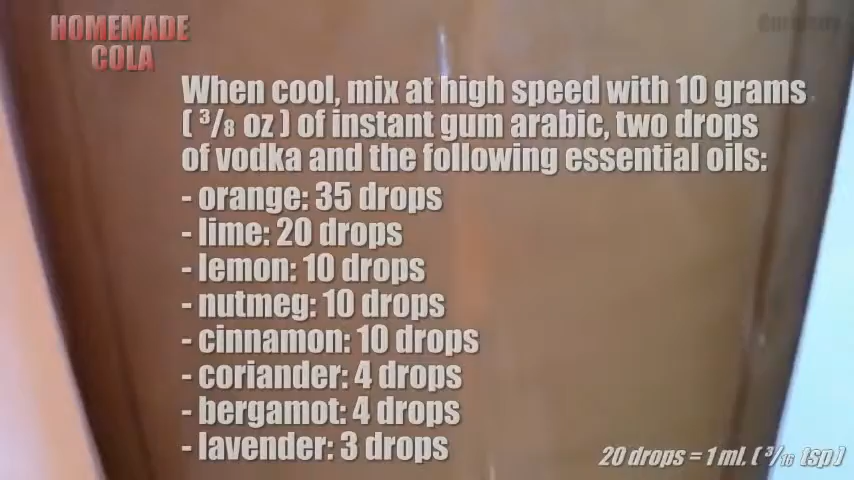 HOMEMADE
COLA
When cool, mix at high speed with 10 grams
( ³/₈ oz ) of instant gum arabic, two drops
of vodka and the following essential oils:
- orange: 35 drops
- lime: 20 drops
- lemon: 10 drops
- nutmeg: 10 drops
- cinnamon: 10 drops
- coriander: 4 drops
- bergamot: 4 drops
- lavender: 3 drops
20 drops = 1 ml. ( ³/₁₆ tsp )